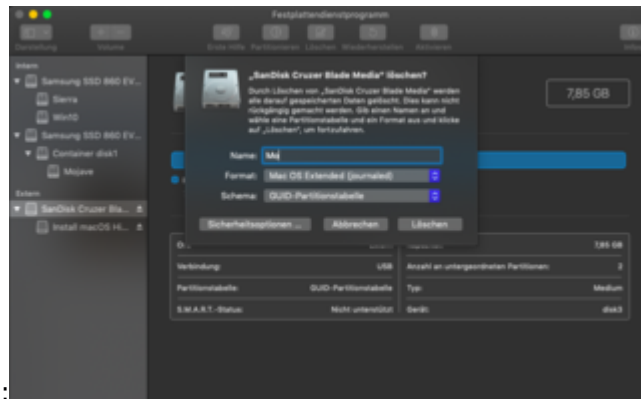 Festplattendienstprogramm
Darstellung
Volume
Erste Hilfe
Partitionieren
Löschen
Wiederherstellen
Aktivieren
Intern
Samsung SSD 860 EV...
Sierra
Win10
Samsung SSD 860 EV...
Container disk1
Mojave
Extern
SanDisk Cruzer Bla...
Install macOS Hi...
„SanDisk Cruzer Blade Media“ löschen?
Durch Löschen von „SanDisk Cruzer Blade Media“ werden
alle darauf gespeicherten Daten gelöscht. Dies kann nicht
rückgängig gemacht werden. Gib einen Namen an und
wähle eine Partitionstabelle und ein Format aus und klicke
auf „Löschen“, um fortzufahren.
Name: Mo
Format: Mac OS Extended (journaled)
Schema: GUID-Partitionstabelle
Sicherheitsoptionen ...
Abbrechen
Löschen
7,85 GB
7,85 GB
Verbindung: USB
Anzahl an untergeordneten Partitionen: 2
Partitionstabelle: GUID-Partitionstabelle
Typ: Medium
S.M.A.R.T.-Status: Nicht unterstützt
Gerät: disk3
: